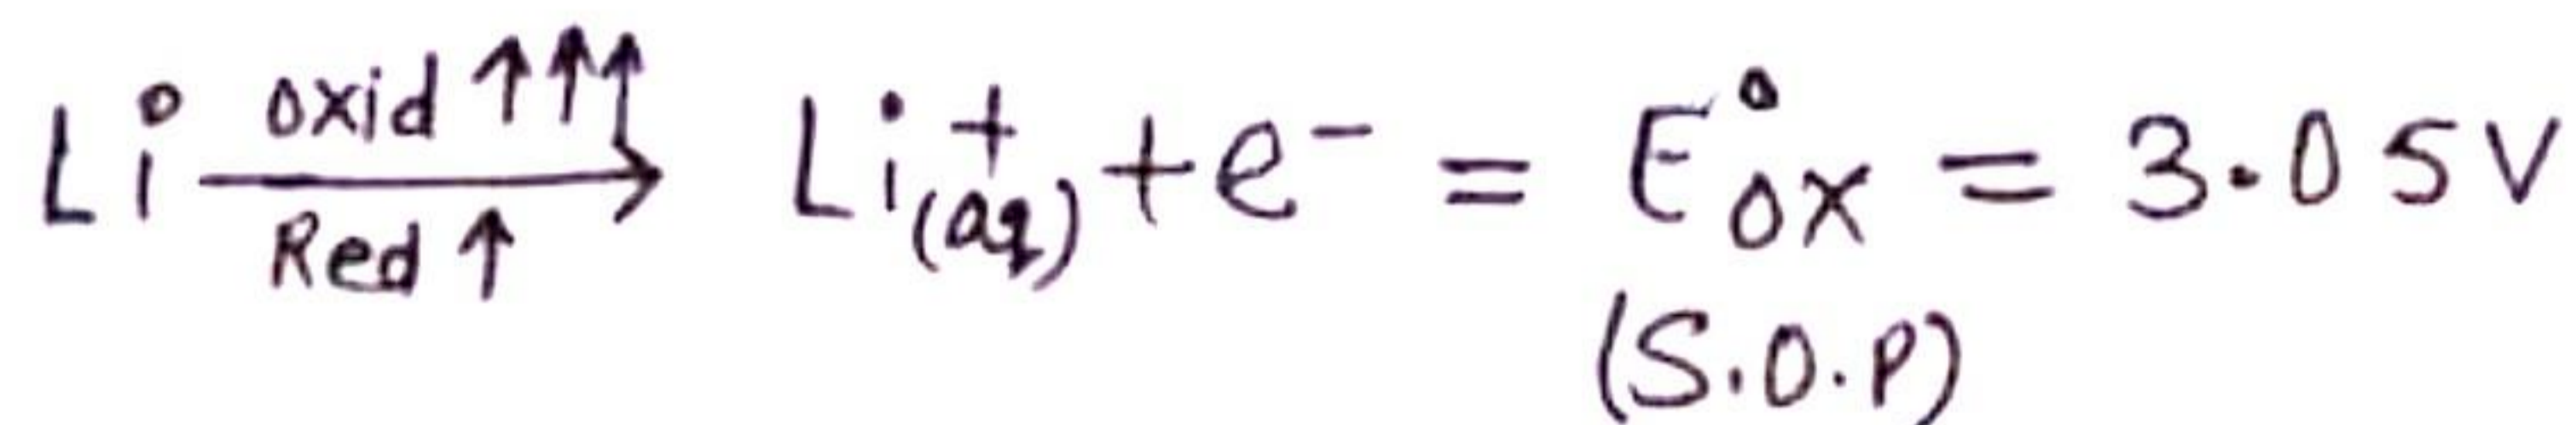 oxid ↑↑↑
Li → Li⁺(aq) + e⁻ = E°ox = 3.05V
Red ↑
(S.O.P)